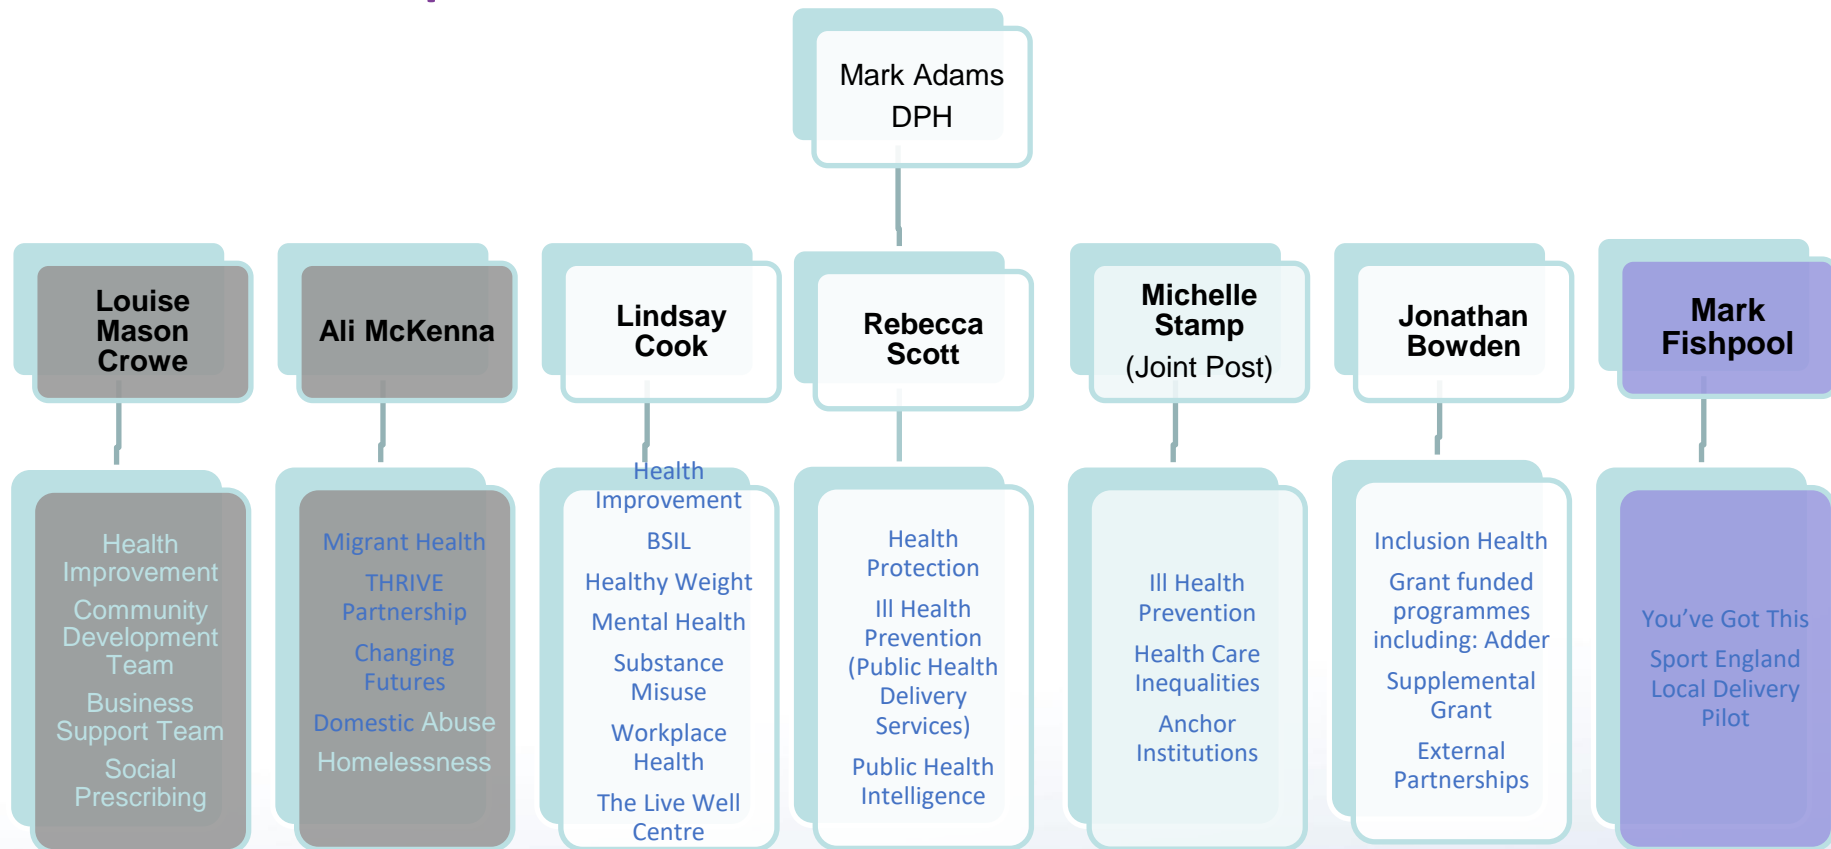 Mark Adams
DPH
Louise
Mason
Crowe
Ali McKenna
Lindsay
Cook
Rebecca
Scott
Michelle
Stamp
(Joint Post)
Jonathan
Bowden
Mark
Fishpool
Health
Improvement
Community
Development
Team
Business
Support Team
Social
Prescribing
Migrant Health
THRIVE
Partnership
Changing
Futures
Domestic Abuse
Homelessness
Health
Improvement
BSIL
Healthy Weight
Mental Health
Substance
Misuse
Workplace
Health
The Live Well
Centre
Health
Protection
Ill Health
Prevention
(Public Health
Delivery
Services)
Public Health
Intelligence
Ill Health
Prevention
Health Care
Inequalities
Anchor
Institutions
Inclusion Health
Grant funded
programmes
including: Adder
Supplemental
Grant
External
Partnerships
You’ve Got This
Sport England
Local Delivery
Pilot